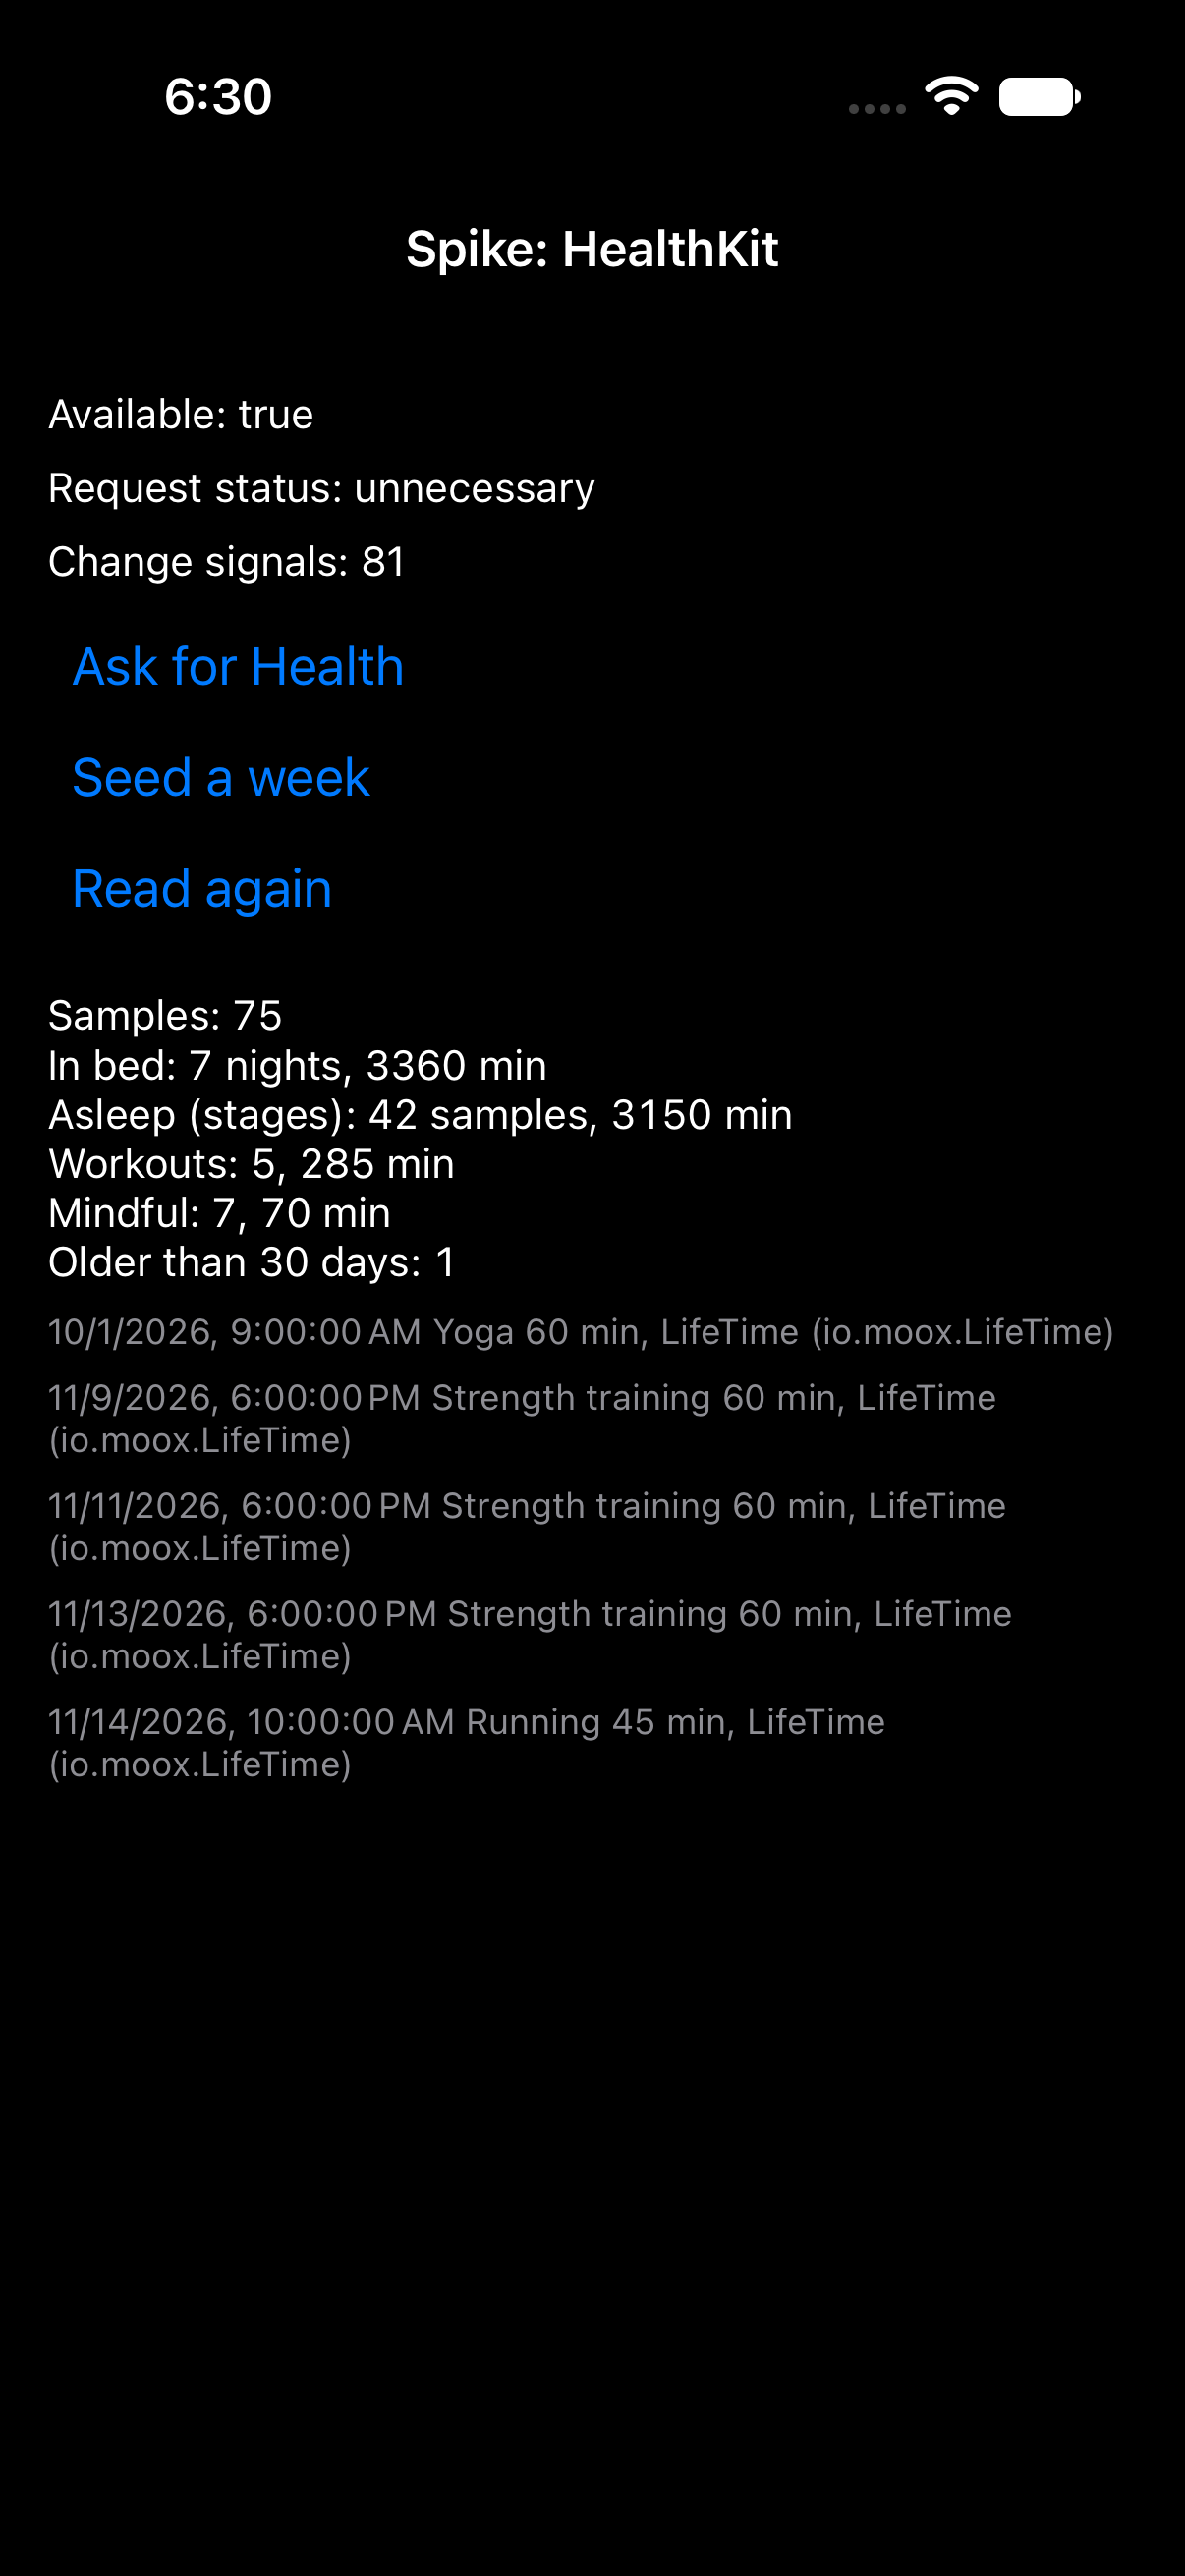 6:30
Spike: HealthKit
Available: true
Request status: unnecessary
Change signals: 81
Ask for Health
Seed a week
Read again
Samples: 75
In bed: 7 nights, 3360 min
Asleep (stages): 42 samples, 3150 min
Workouts: 5, 285 min
Mindful: 7, 70 min
Older than 30 days: 1
10/1/2026, 9:00:00 AM Yoga 60 min, LifeTime (io.moox.LifeTime)
11/9/2026, 6:00:00 PM Strength training 60 min, LifeTime
(io.moox.LifeTime)
11/11/2026, 6:00:00 PM Strength training 60 min, LifeTime
(io.moox.LifeTime)
11/13/2026, 6:00:00 PM Strength training 60 min, LifeTime
(io.moox.LifeTime)
11/14/2026, 10:00:00 AM Running 45 min, LifeTime
(io.moox.LifeTime)